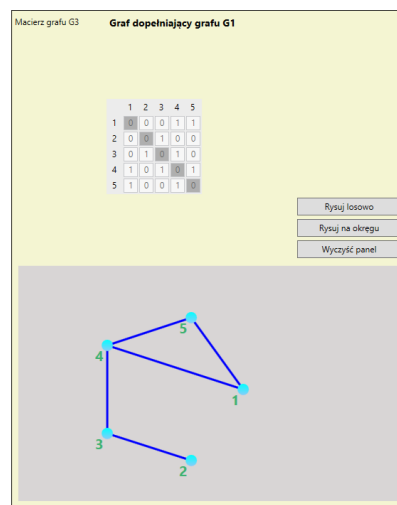 Macierz grafu G3 Graf dopełniający grafu G1
1 2 3 4 5
1 0 0 0 1 1
2 0 0 1 0 0
3 0 1 0 1 0
4 1 0 1 0 1
5 1 0 0 1 0
Rysuj losowo
Rysuj na okręgu
Wyczyść panel
5
4
1
3
2